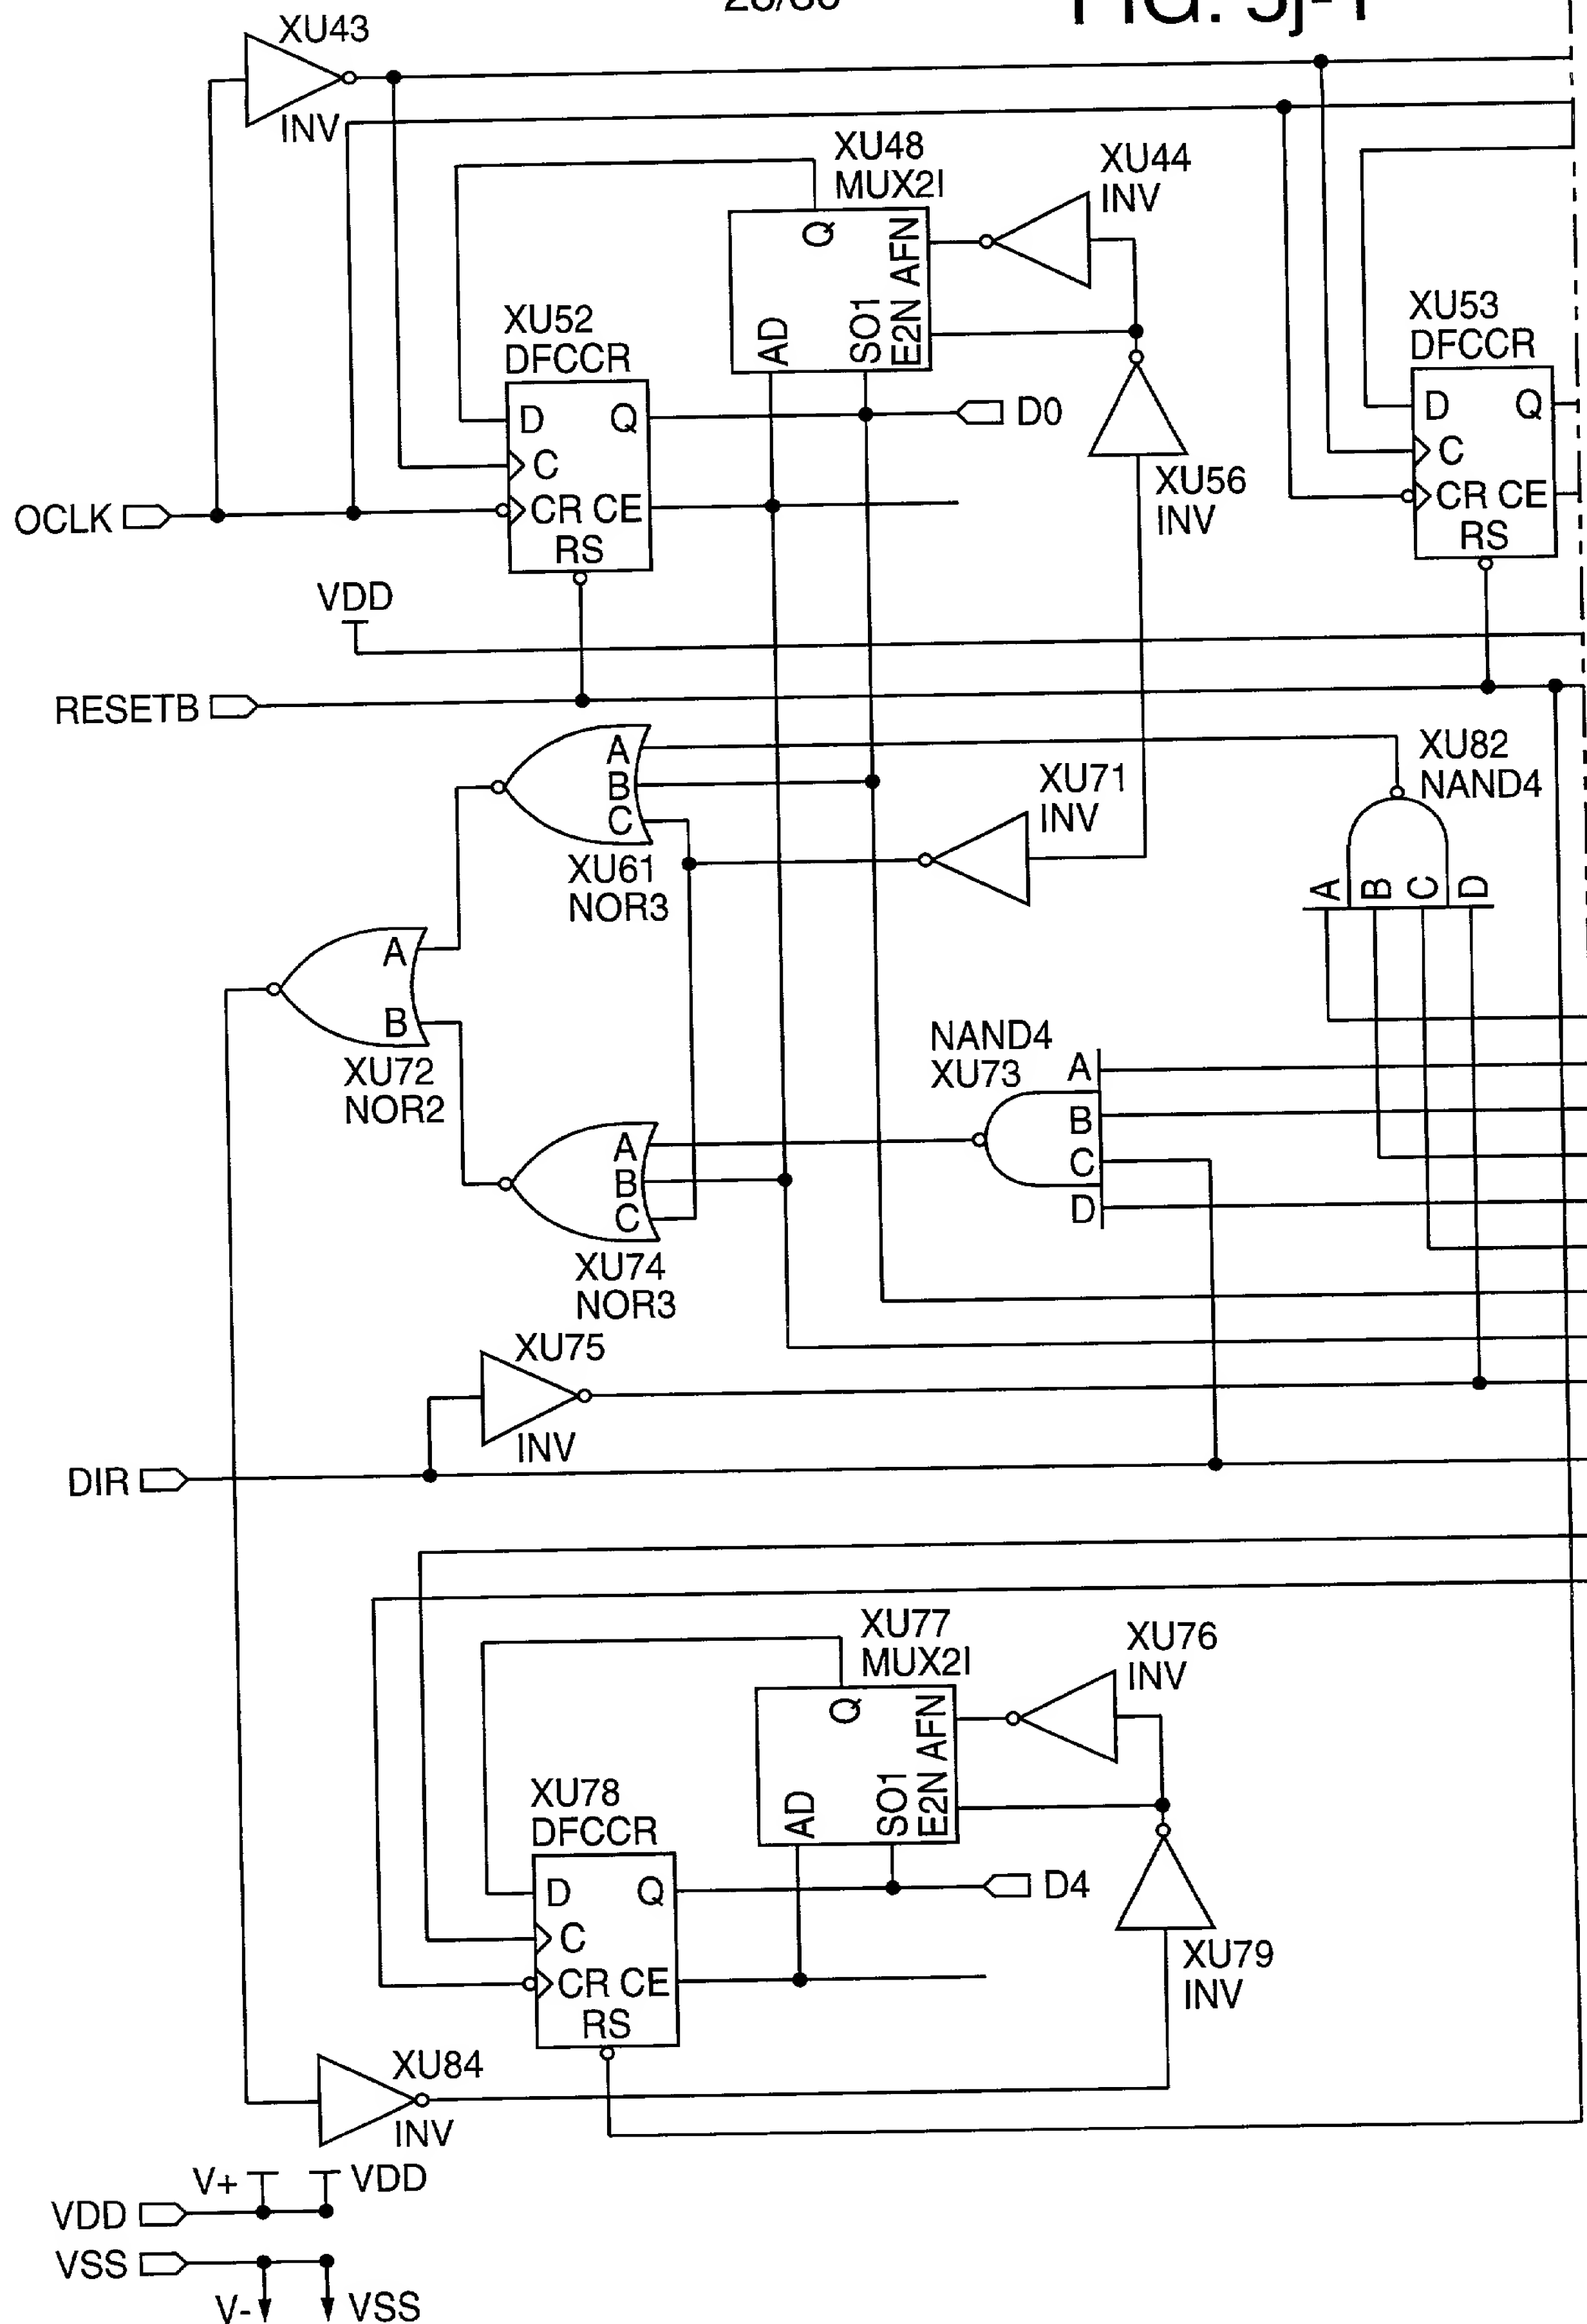 FIG. 5j-1
XU43
INV
XU48
MUX2I
XU44
INV
Q
E2N AFN
AD
SO1
XU52
DFCCR
D Q
C
CR CE
RS
D0
XU53
DFCCR
D Q
C
CR CE
RS
XU56
INV
OCLK
VDD
RESETB
A
B
C
XU61
NOR3
XU71
INV
XU82
NAND4
A
B
C
D
A
B
XU72
NOR2
NAND4
XU73
A
B
C
D
A
B
C
XU74
NOR3
XU75
INV
DIR
XU77
MUX2I
XU76
INV
Q
E2N AFN
AD
SO1
XU78
DFCCR
D Q
C
CR CE
RS
D4
XU79
INV
XU84
INV
V+
VDD
VDD
VSS
V-
VSS